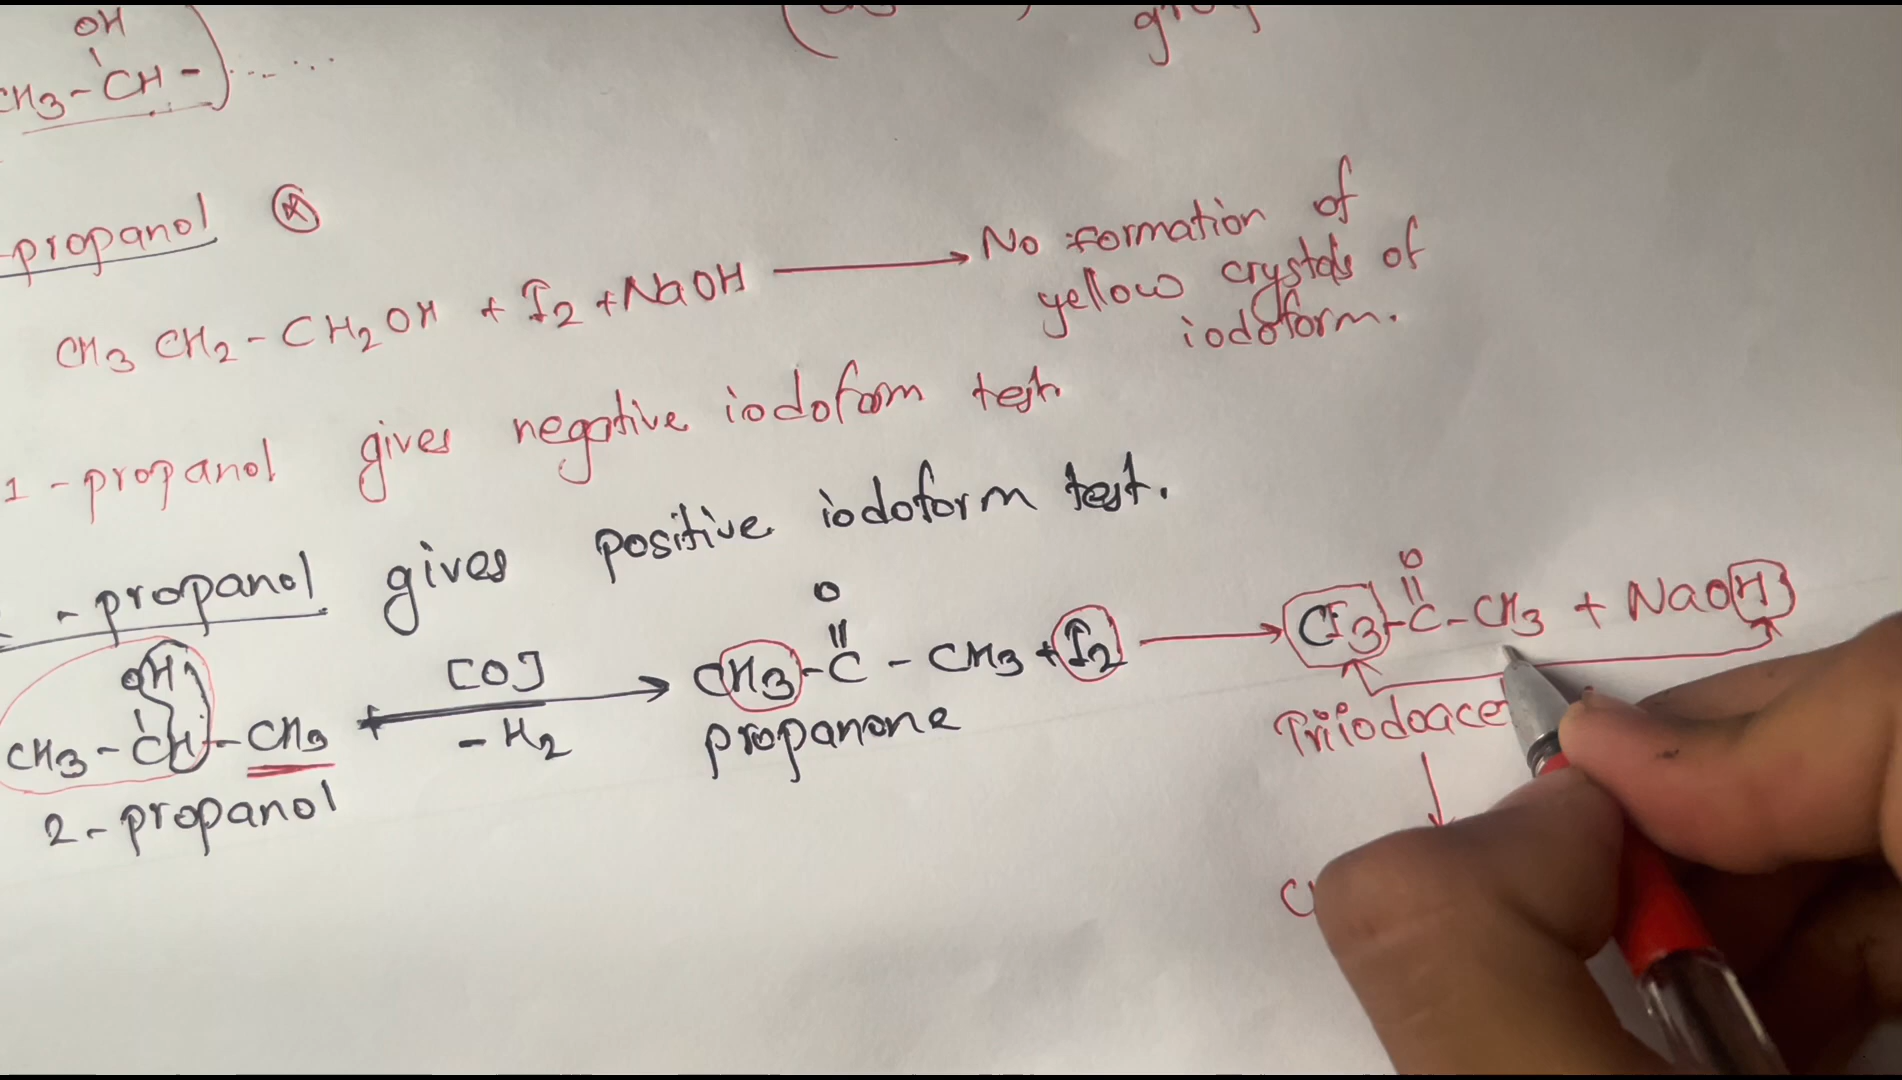 OH
CH3-CH-).....
-propanol
CH3 CH2-CH2OH + I2 +NaOH → No formation of
yellow crystals of
iodoform.
1-propanol gives negative iodoform test.
-propanol gives positive iodoform test.
OH
CH3-CH-CH3 + [O] -H2 → CH3-C-CH3+I2 → CI3-C-CH3 + NaOH
O
O
2-propanol
propanone
Triiodoace